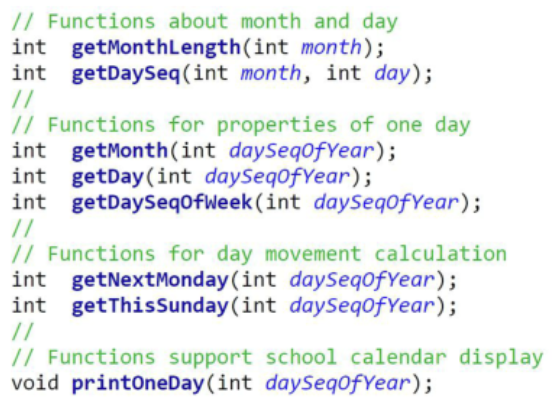 // Functions about month and day
int  getMonthLength(int month);
int  getDaySeq(int month, int day);
//
// Functions for properties of one day
int  getMonth(int daySeqOfYear);
int  getDay(int daySeqOfYear);
int  getDaySeqOfWeek(int daySeqOfYear);
//
// Functions for day movement calculation
int  getNextMonday(int daySeqOfYear);
int  getThisSunday(int daySeqOfYear);
//
// Functions support school calendar display
void printOneDay(int daySeqOfYear);